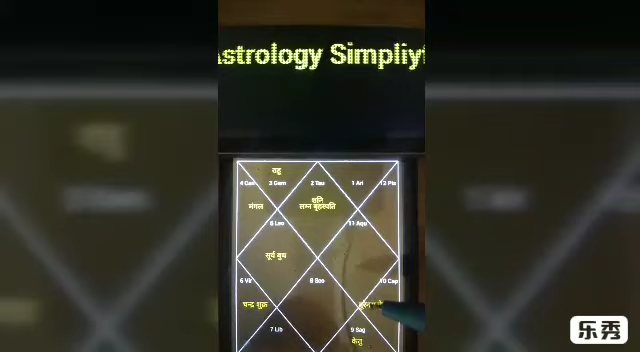 Astrology Simpliyf
राहू
4 Can 3 Gem 2 Tau 1 Ari 12 Pis
मंगल
शनि
लग्न बृहस्पति
5 Leo 11 Aqu
सूर्य बुध
6 Vir 8 Sco 10 Cap
चन्द्र शुक्र
7 Lib 9 Sag
केतु
乐秀